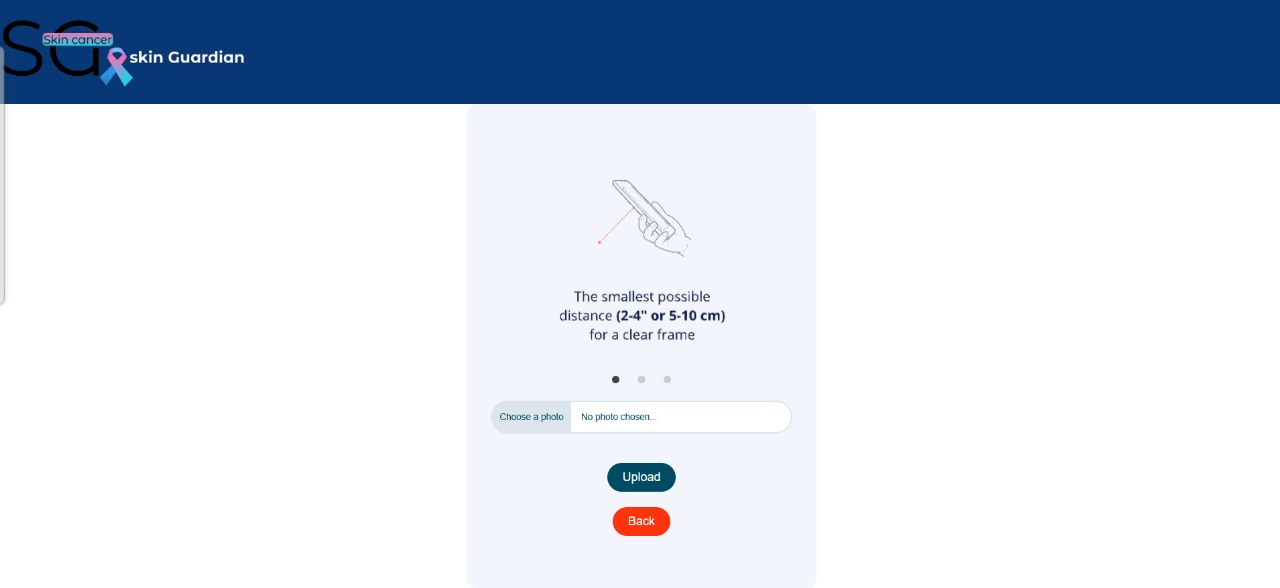 SG
Skin cancer
skin Guardian
The smallest possible
distance (2-4" or 5-10 cm)
for a clear frame
Choose a photo No photo chosen...
Upload
Back